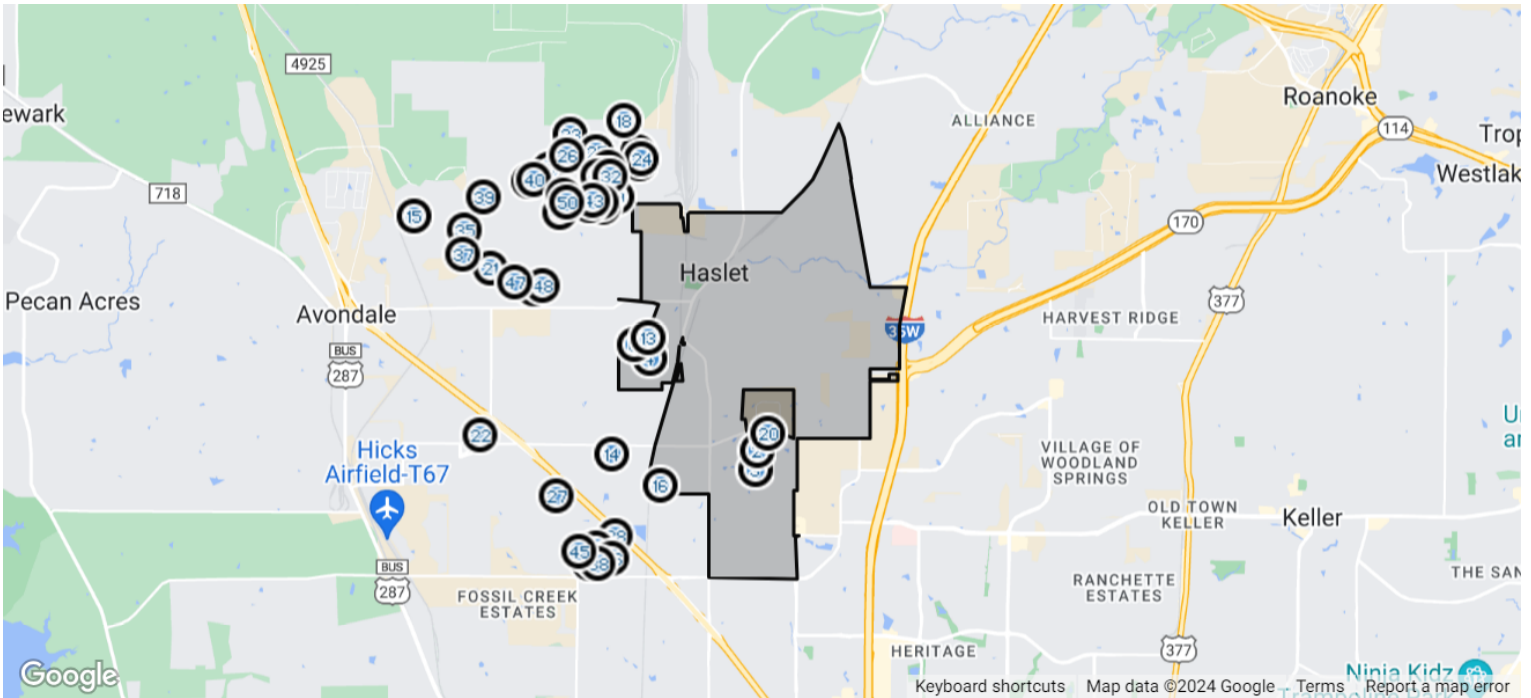 4925
Roanoke
ewark
18
ALLIANCE
114
26
24
40
32
Westlak
718
39
50
43
15
170
35
37
Haslet
21
47
48
Pecan Acres
377
Avondale
HARVEST RIDGE
35W
13
BUS
287
20
22
14
Hicks
Airfield-T67
VILLAGE OF
WOODLAND
SPRINGS
16
27
OLD TOWN
KELLER
Keller
45
BUS
287
FOSSIL CREEK
ESTATES
RANCHETTE
ESTATES
THE SAN
HERITAGE
377
Google
Ninja Kidz
Keyboard shortcuts Map data ©2024 Google Terms Report a map error